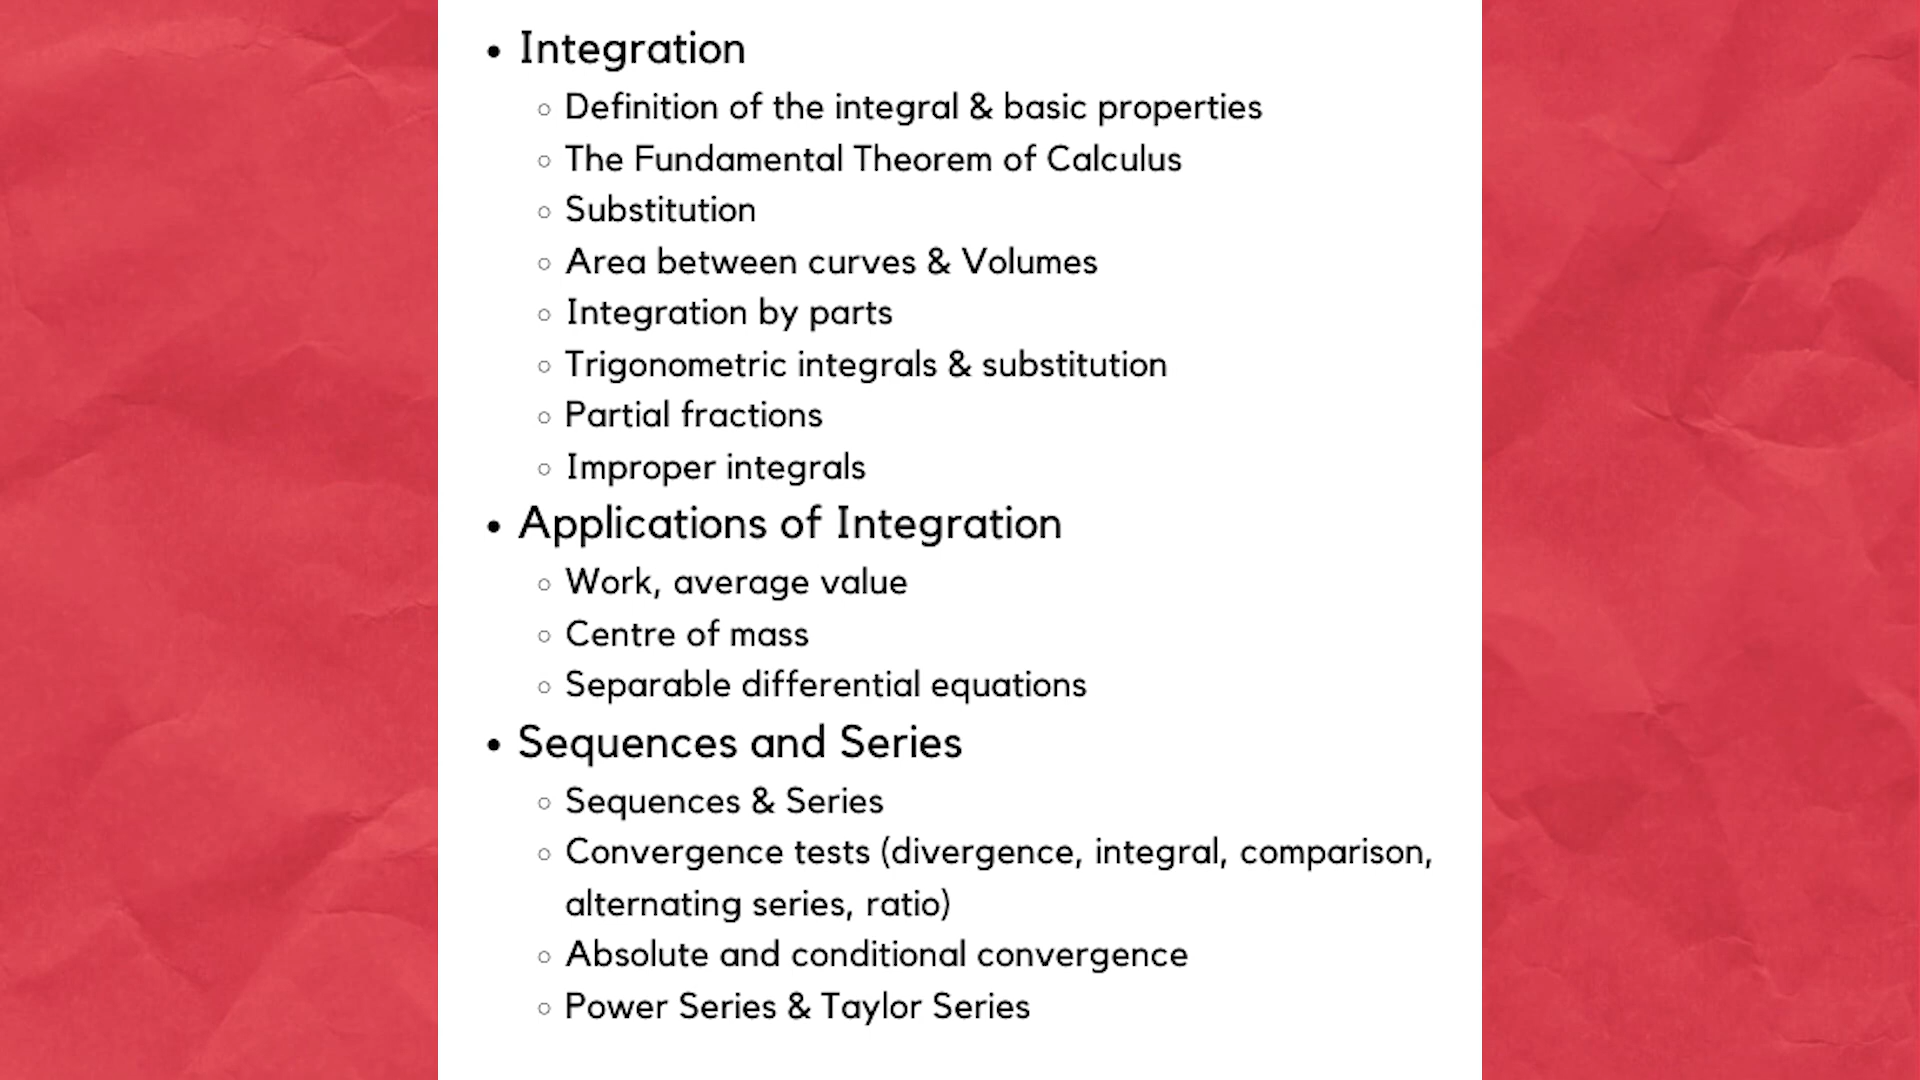 • Integration
○ Definition of the integral & basic properties
○ The Fundamental Theorem of Calculus
○ Substitution
○ Area between curves & Volumes
○ Integration by parts
○ Trigonometric integrals & substitution
○ Partial fractions
○ Improper integrals
• Applications of Integration
○ Work, average value
○ Centre of mass
○ Separable differential equations
• Sequences and Series
○ Sequences & Series
○ Convergence tests (divergence, integral, comparison,
alternating series, ratio)
○ Absolute and conditional convergence
○ Power Series & Taylor Series